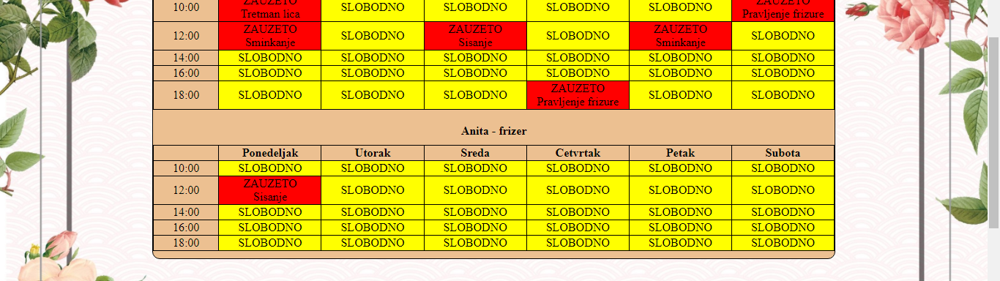 10:00 ZAUZETO SLOBODNO SLOBODNO SLOBODNO SLOBODNO ZAUZETO
Tretman lica Pravljenje frizure
12:00 ZAUZETO SLOBODNO ZAUZETO SLOBODNO ZAUZETO SLOBODNO
Sminkanje Sisanje Sminkanje
14:00 SLOBODNO SLOBODNO SLOBODNO SLOBODNO SLOBODNO SLOBODNO
16:00 SLOBODNO SLOBODNO SLOBODNO SLOBODNO SLOBODNO SLOBODNO
18:00 SLOBODNO SLOBODNO SLOBODNO ZAUZETO SLOBODNO SLOBODNO
Pravljenje frizure
Anita - frizer
Ponedeljak Utorak Sreda Cetvrtak Petak Subota
10:00 SLOBODNO SLOBODNO SLOBODNO SLOBODNO SLOBODNO SLOBODNO
12:00 ZAUZETO SLOBODNO SLOBODNO SLOBODNO SLOBODNO SLOBODNO
Sisanje
14:00 SLOBODNO SLOBODNO SLOBODNO SLOBODNO SLOBODNO SLOBODNO
16:00 SLOBODNO SLOBODNO SLOBODNO SLOBODNO SLOBODNO SLOBODNO
18:00 SLOBODNO SLOBODNO SLOBODNO SLOBODNO SLOBODNO SLOBODNO